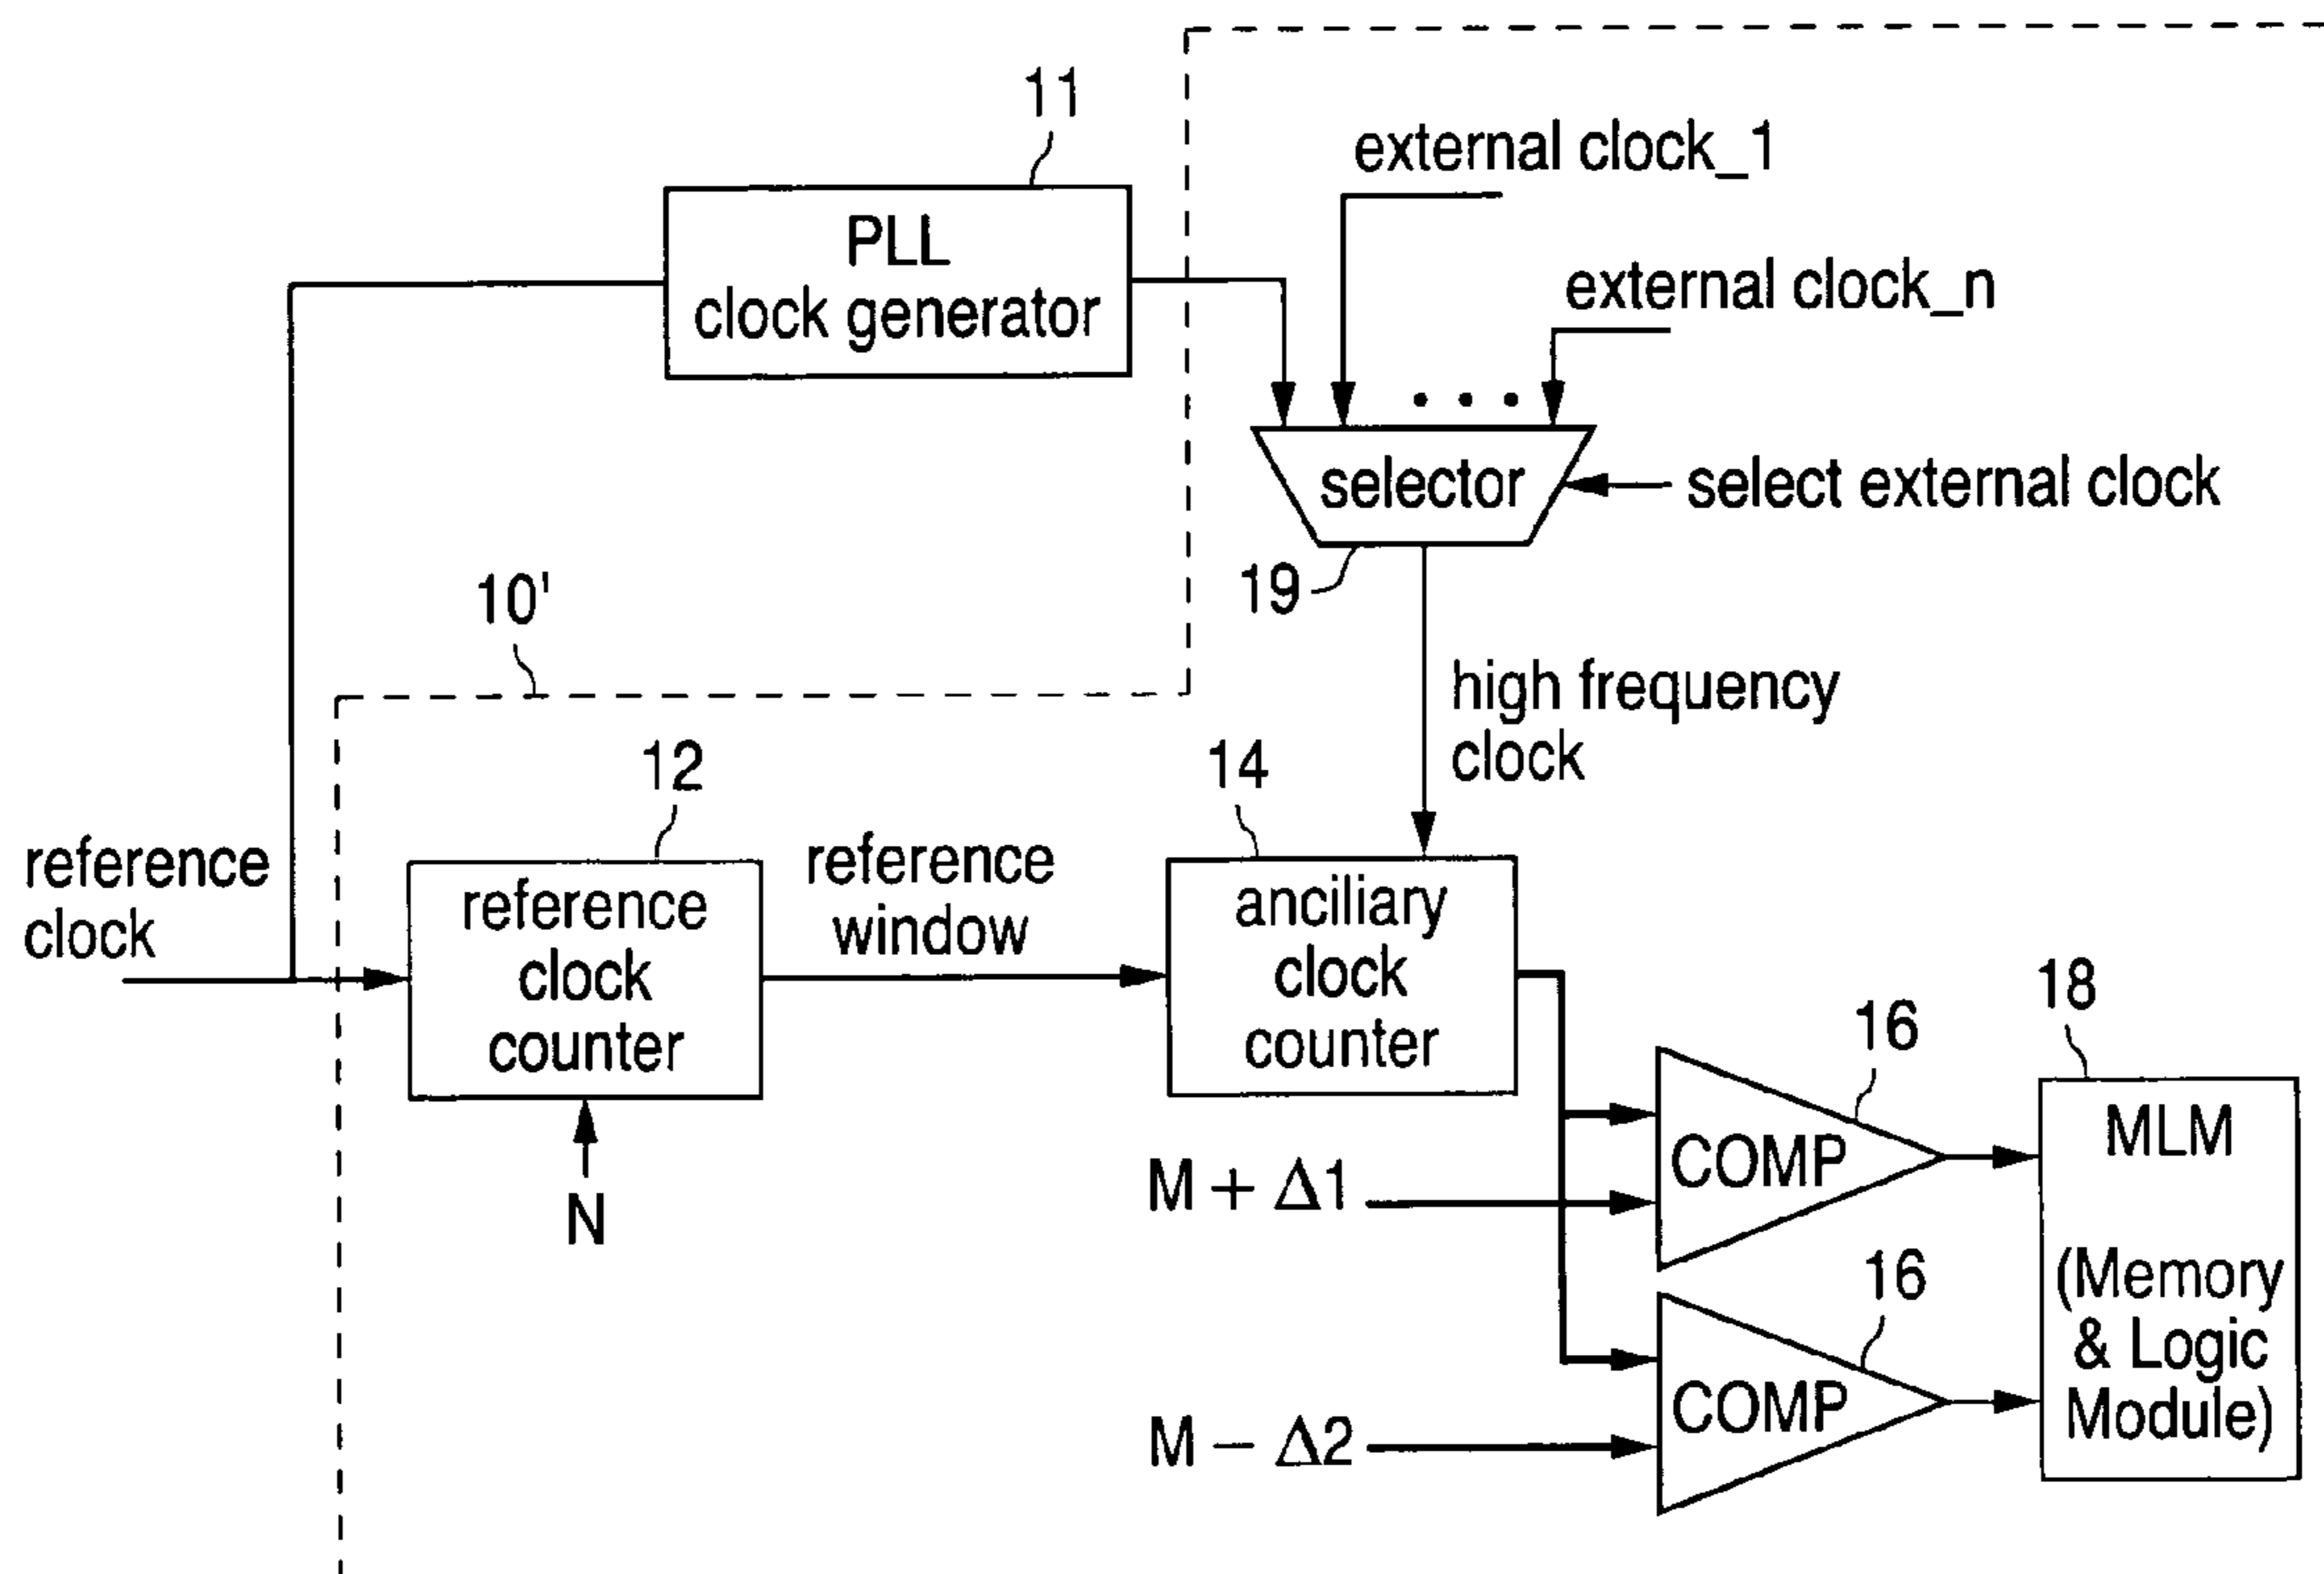 11
PLL
clock generator
external clock_1
external clock_n
selector
select external clock
19
10'
high frequency
clock
12
14
reference
clock
reference
clock
counter
reference
window
anciliary
clock
counter
N
16
18
M + Δ1
COMP
MLM
(Memory
& Logic
Module)
16
M – Δ2
COMP